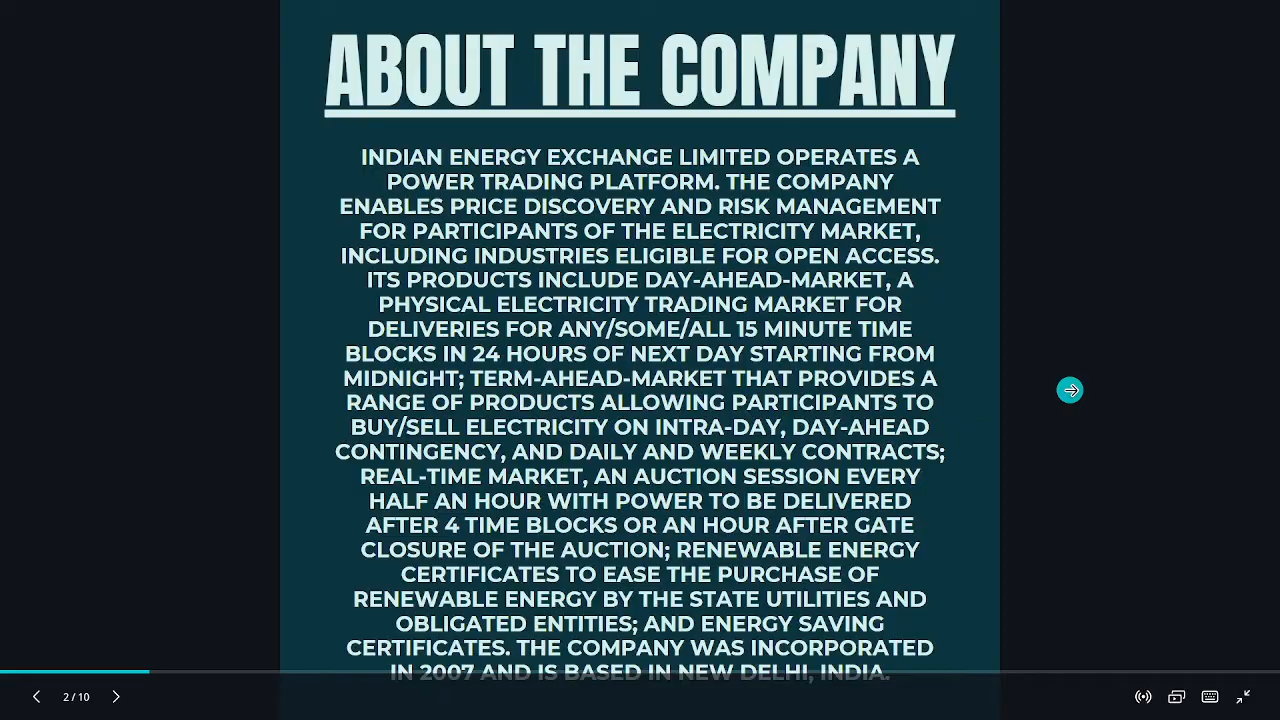 ABOUT THE COMPANY
INDIAN ENERGY EXCHANGE LIMITED OPERATES A
POWER TRADING PLATFORM. THE COMPANY
ENABLES PRICE DISCOVERY AND RISK MANAGEMENT
FOR PARTICIPANTS OF THE ELECTRICITY MARKET,
INCLUDING INDUSTRIES ELIGIBLE FOR OPEN ACCESS.
ITS PRODUCTS INCLUDE DAY-AHEAD-MARKET, A
PHYSICAL ELECTRICITY TRADING MARKET FOR
DELIVERIES FOR ANY/SOME/ALL 15 MINUTE TIME
BLOCKS IN 24 HOURS OF NEXT DAY STARTING FROM
MIDNIGHT; TERM-AHEAD-MARKET THAT PROVIDES A
RANGE OF PRODUCTS ALLOWING PARTICIPANTS TO
BUY/SELL ELECTRICITY ON INTRA-DAY, DAY-AHEAD
CONTINGENCY, AND DAILY AND WEEKLY CONTRACTS;
REAL-TIME MARKET, AN AUCTION SESSION EVERY
HALF AN HOUR WITH POWER TO BE DELIVERED
AFTER 4 TIME BLOCKS OR AN HOUR AFTER GATE
CLOSURE OF THE AUCTION; RENEWABLE ENERGY
CERTIFICATES TO EASE THE PURCHASE OF
RENEWABLE ENERGY BY THE STATE UTILITIES AND
OBLIGATED ENTITIES; AND ENERGY SAVING
CERTIFICATES. THE COMPANY WAS INCORPORATED
IN 2007 AND IS BASED IN NEW DELHI, INDIA.
2 / 10